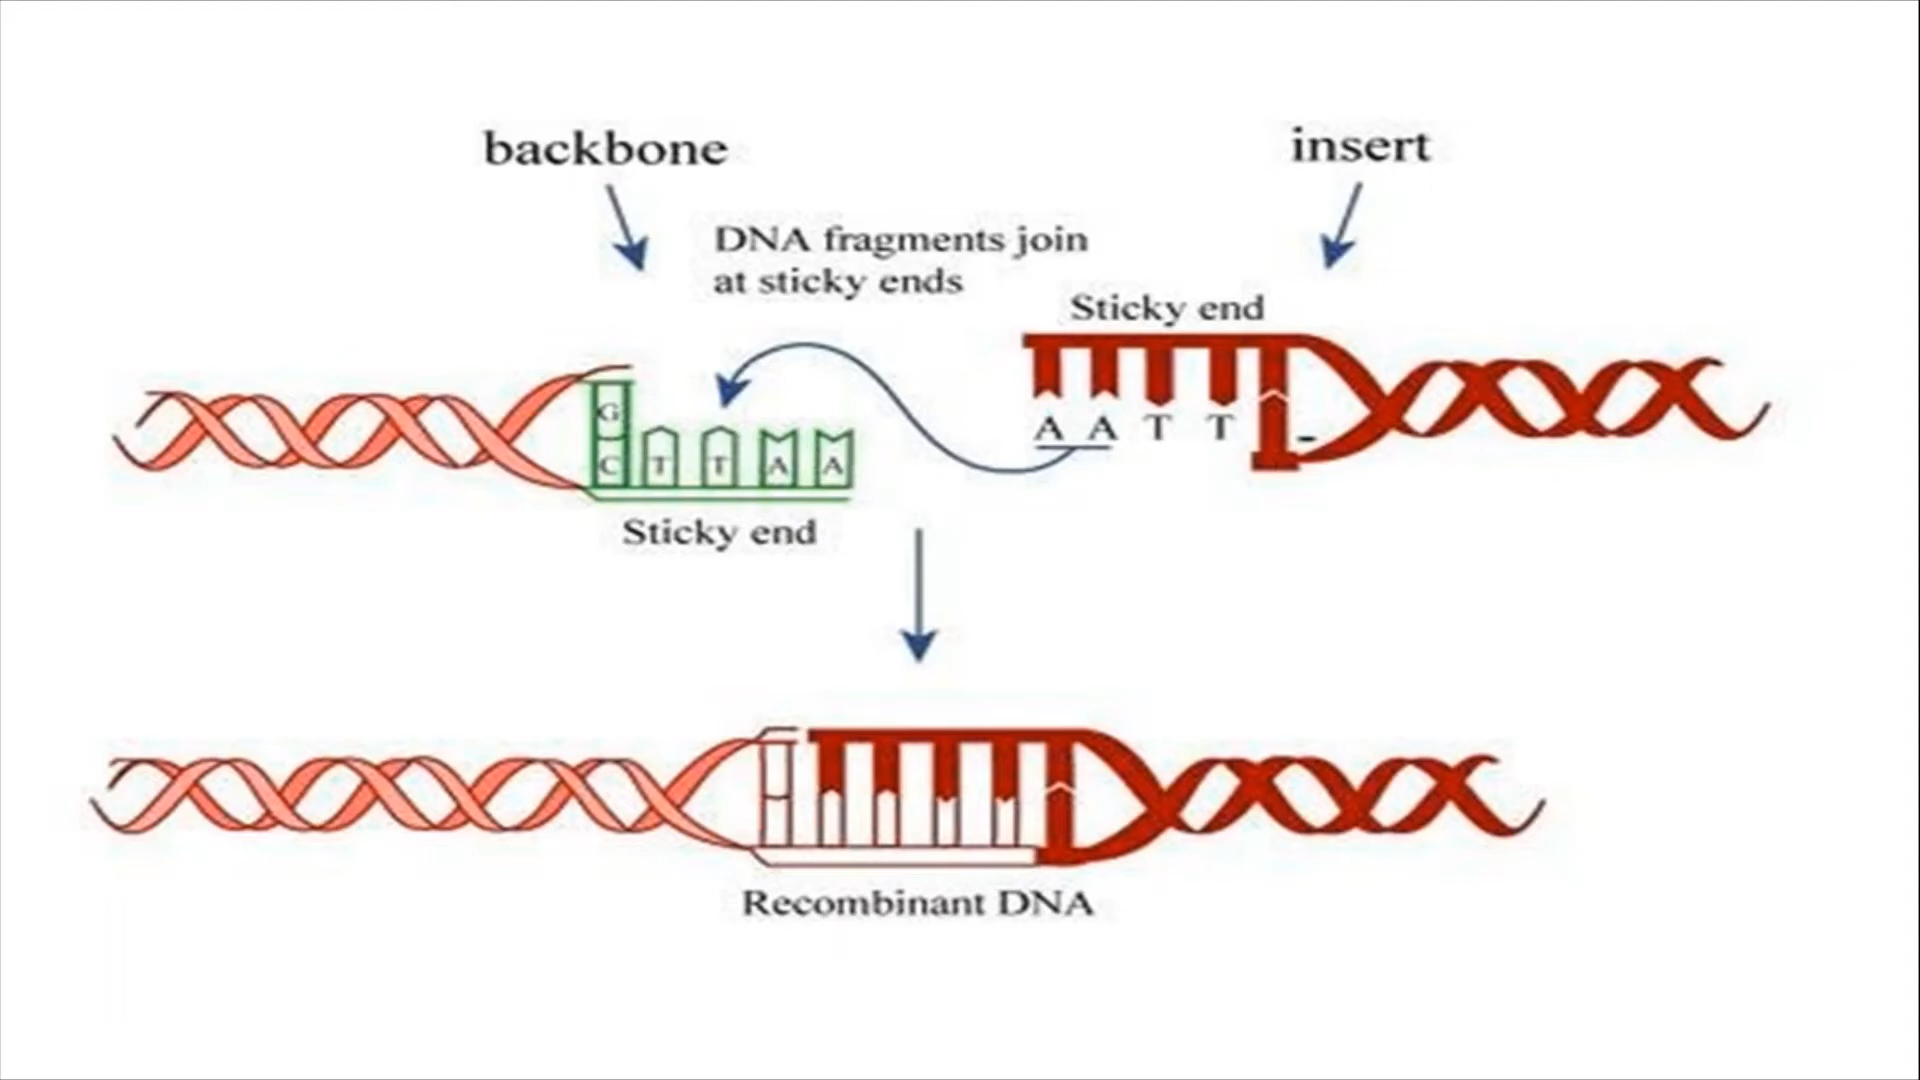 backbone
insert
DNA fragments join
at sticky ends
Sticky end
G
A A T T
C T T A A
Sticky end
Recombinant DNA